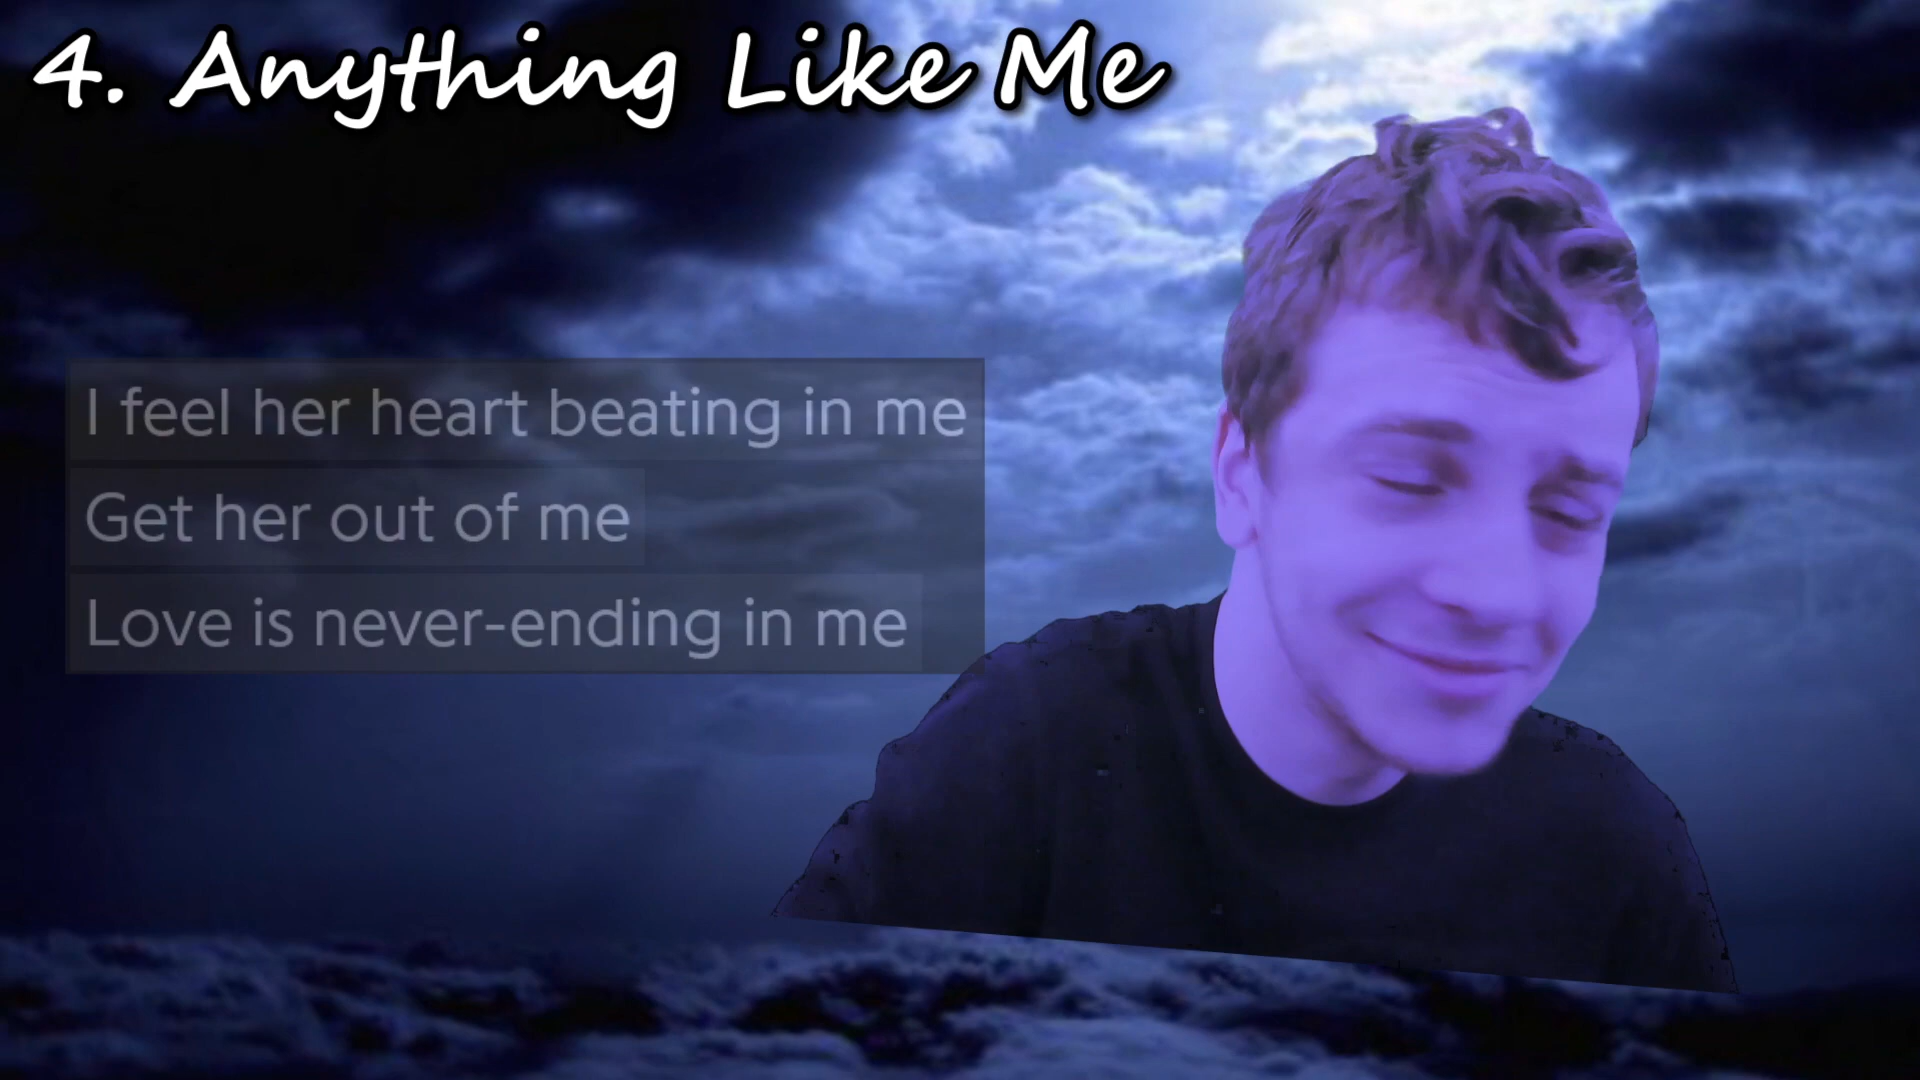 4. Anything Like Me
I feel her heart beating in me
Get her out of me
Love is never-ending in me